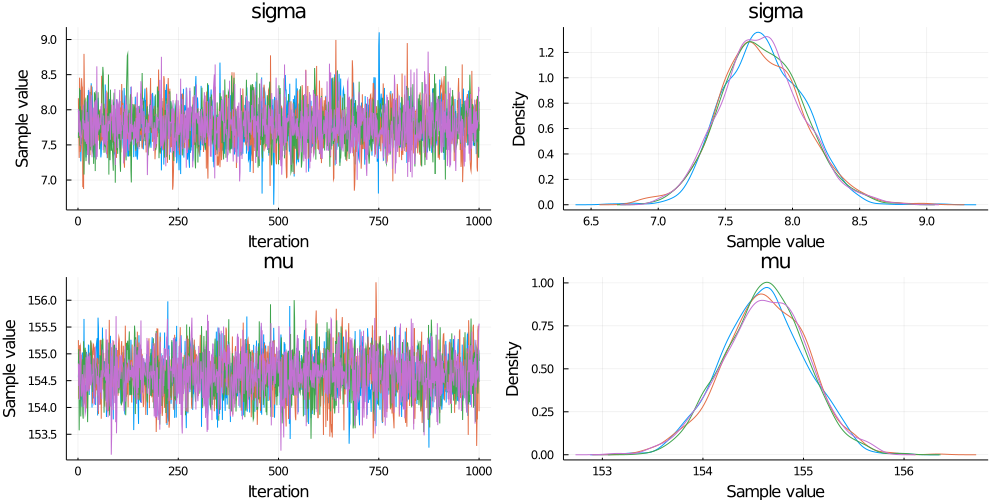 sigma
Sample value
9.0
8.5
8.0
7.5
7.0
0 250 500 750 1000
Iteration
sigma
Density
1.2
1.0
0.8
0.6
0.4
0.2
0.0
6.5 7.0 7.5 8.0 8.5 9.0
Sample value
mu
Sample value
156.0
155.5
155.0
154.5
154.0
153.5
0 250 500 750 1000
Iteration
mu
Density
1.00
0.75
0.50
0.25
0.00
153 154 155 156
Sample value